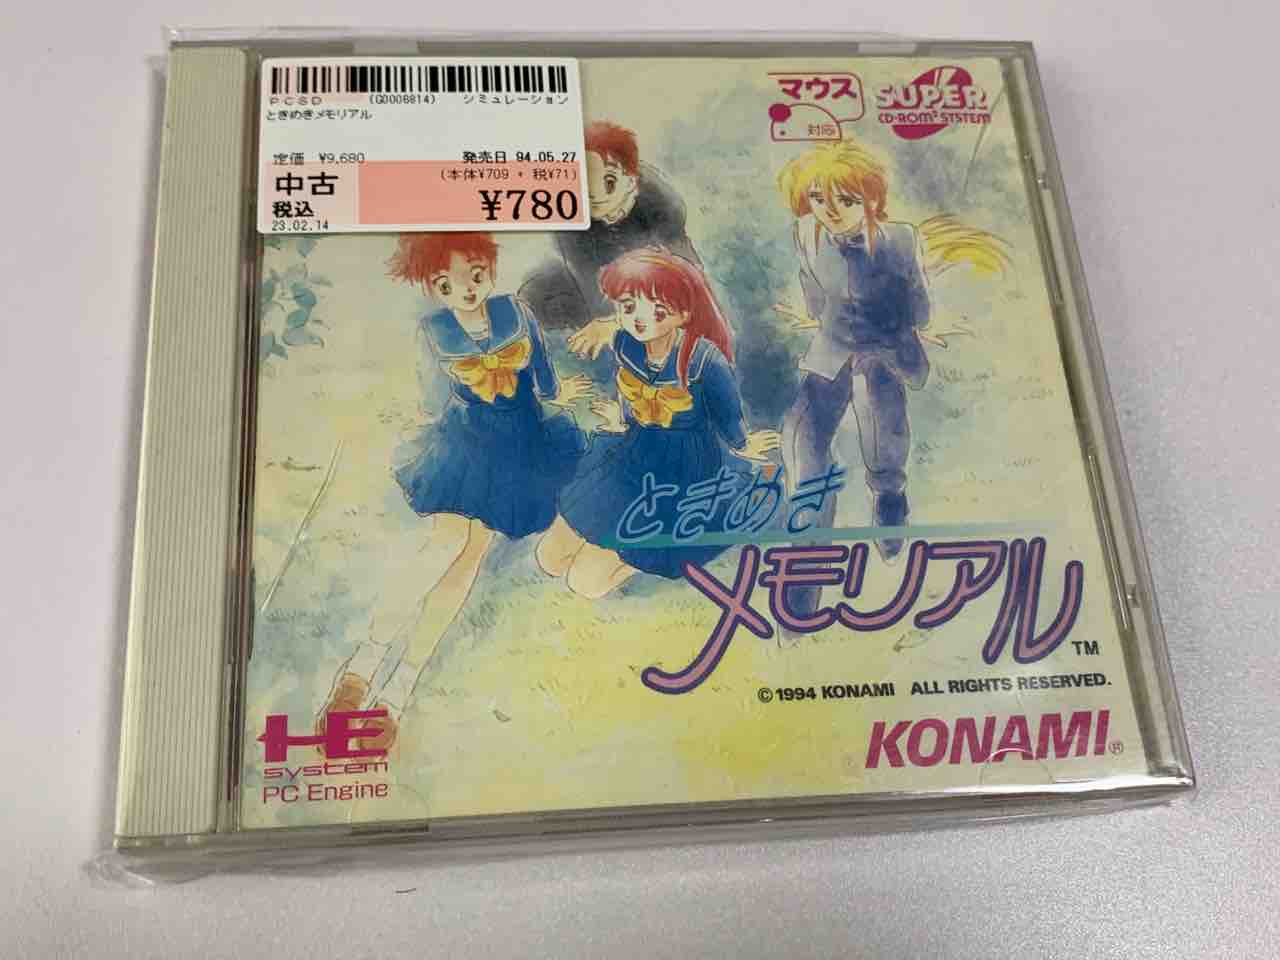 PCSD (G0006814) シミュレーション
ときめきメモリアル
定価 ¥9,680 発売日 94.05.27
中古 (本体¥709 + 税¥71)
税込 ¥780
23.02.14
マウス
対応
SUPER
CD-ROM² SYSTEM
ときめき
メモリアル™
©1994 KONAMI ALL RIGHTS RESERVED.
KONAMI®
HE
system
PC Engine